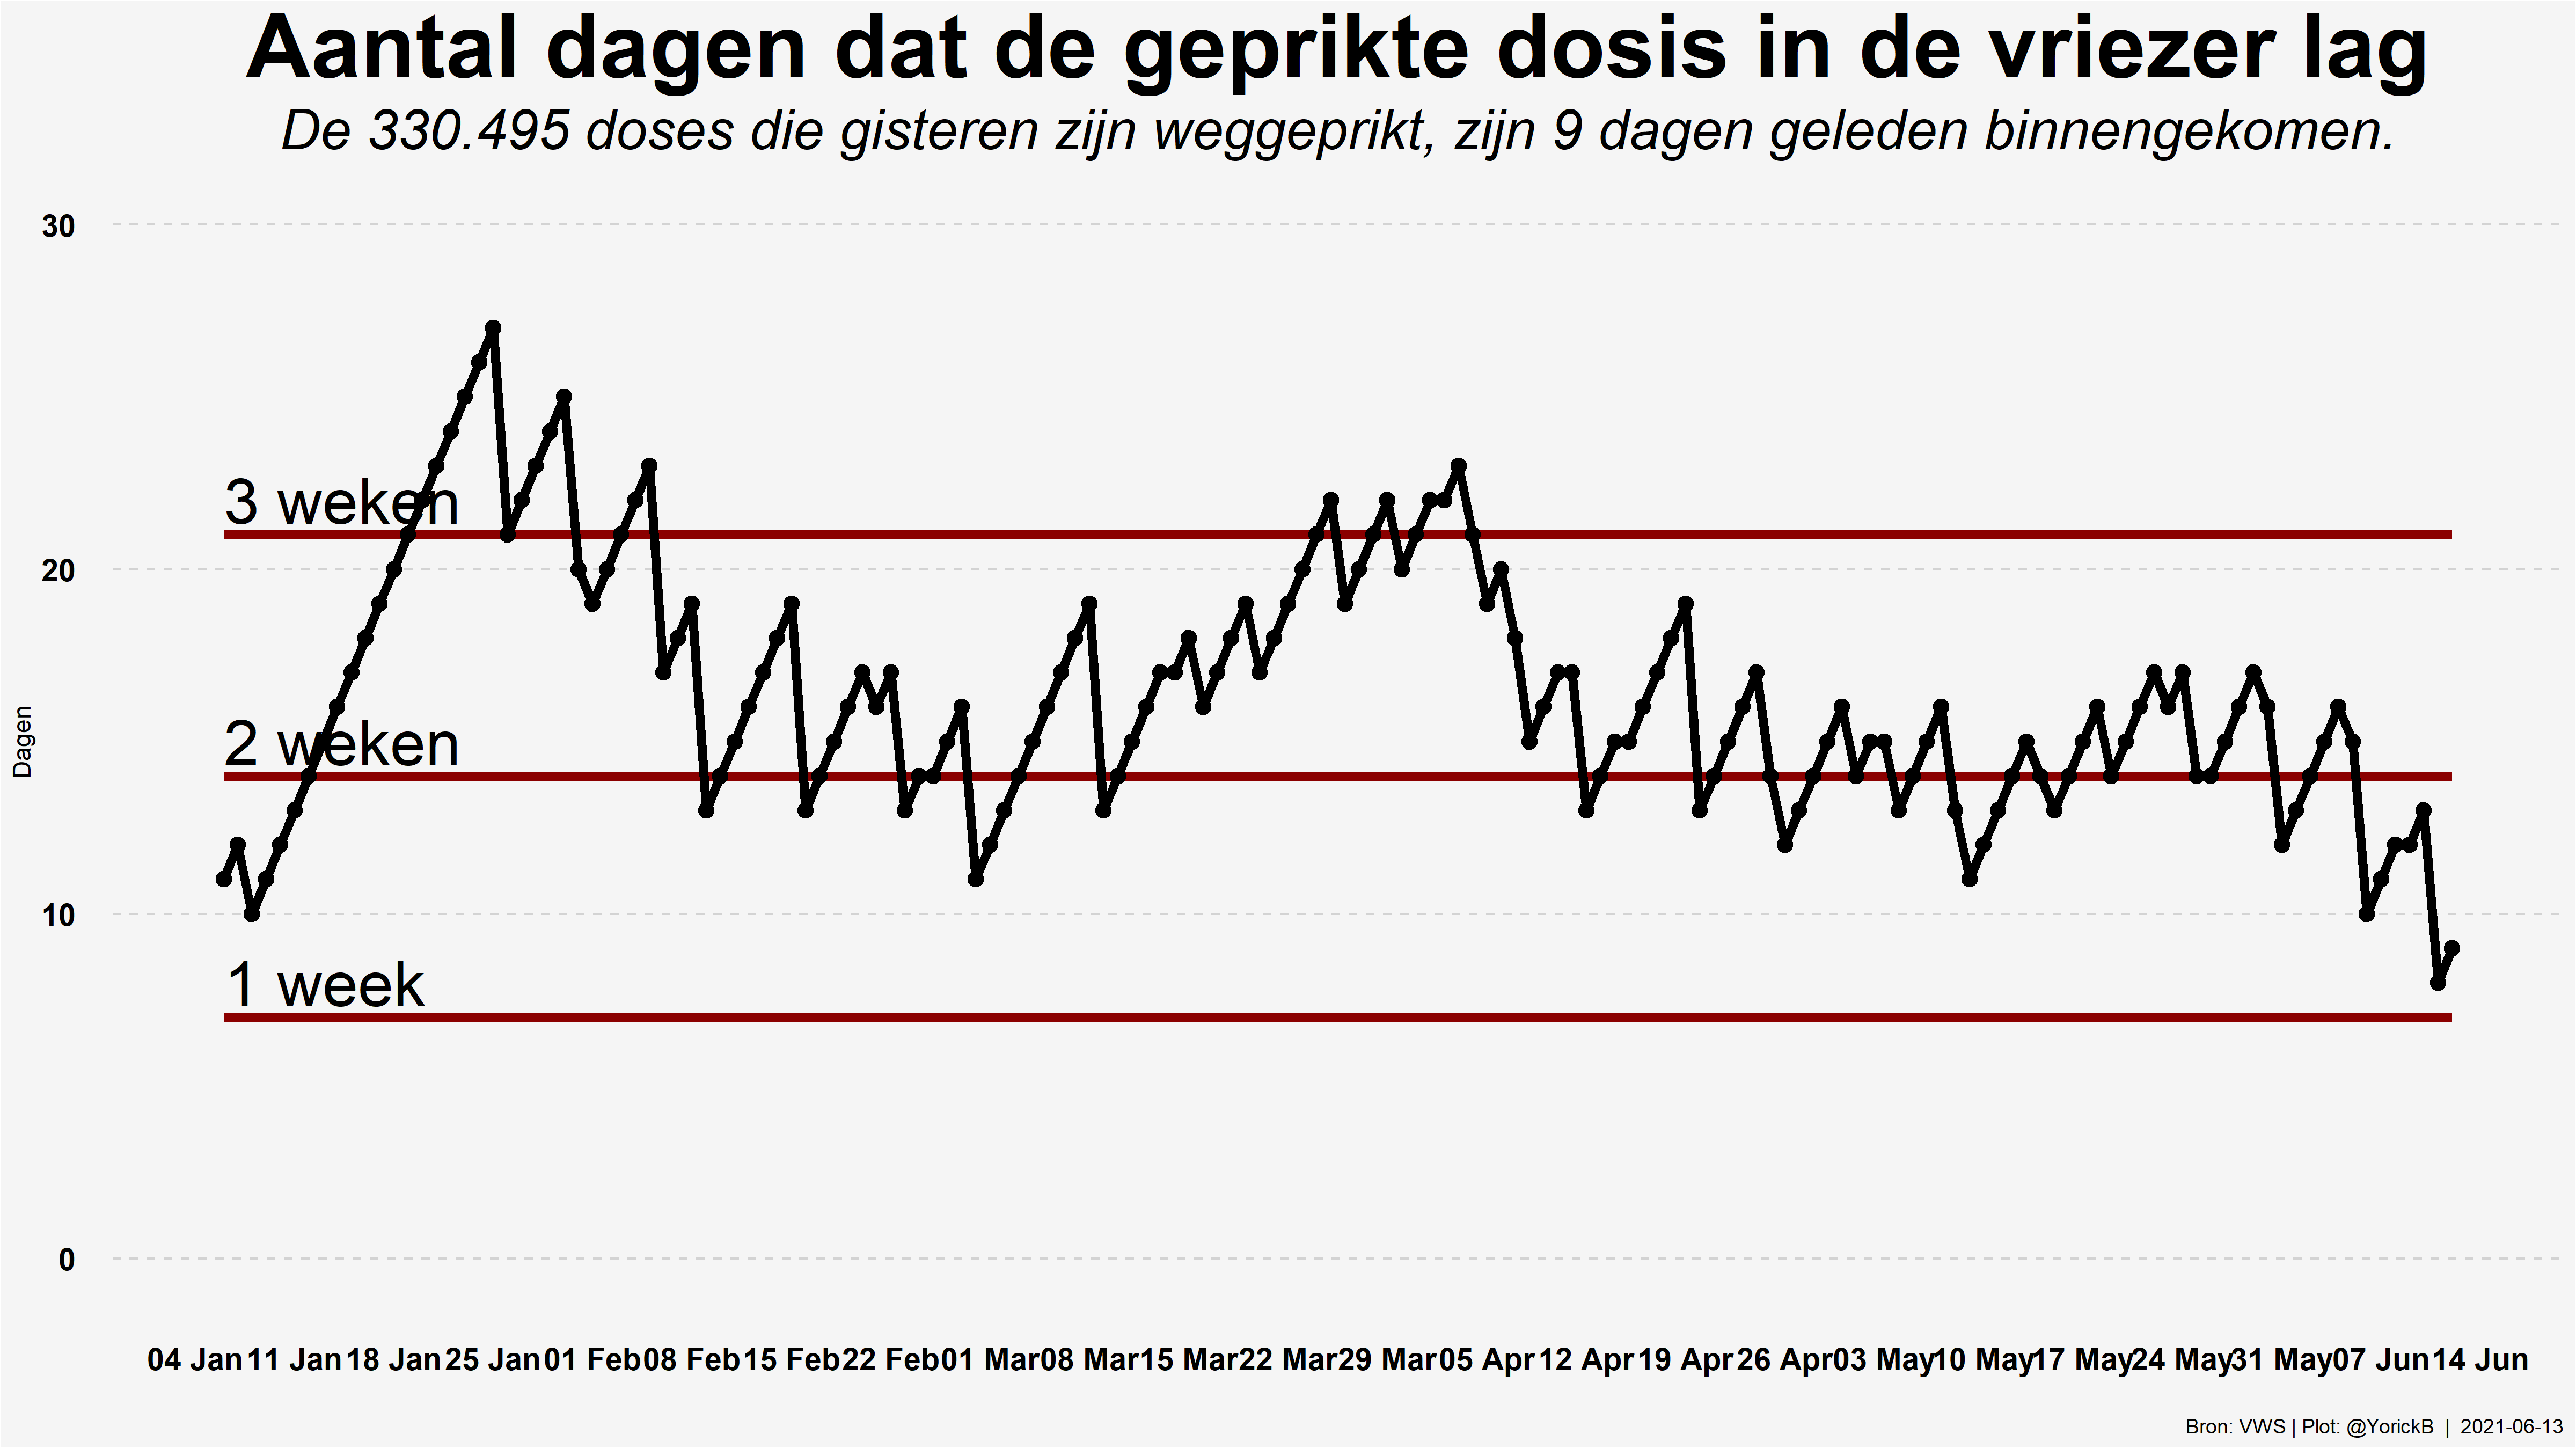 Aantal dagen dat de geprikte dosis in de vriezer lag
De 330.495 doses die gisteren zijn weggeprikt, zijn 9 dagen geleden binnengekomen.
30
3 weken
20
2 weken
Dagen
10
1 week
0
04 Jan 11 Jan 18 Jan 25 Jan 01 Feb 08 Feb 15 Feb 22 Feb 01 Mar 08 Mar 15 Mar 22 Mar 29 Mar 05 Apr 12 Apr 19 Apr 26 Apr 03 May 10 May 17 May 24 May 31 May 07 Jun 14 Jun
Bron: VWS | Plot: @YorickB | 2021-06-13